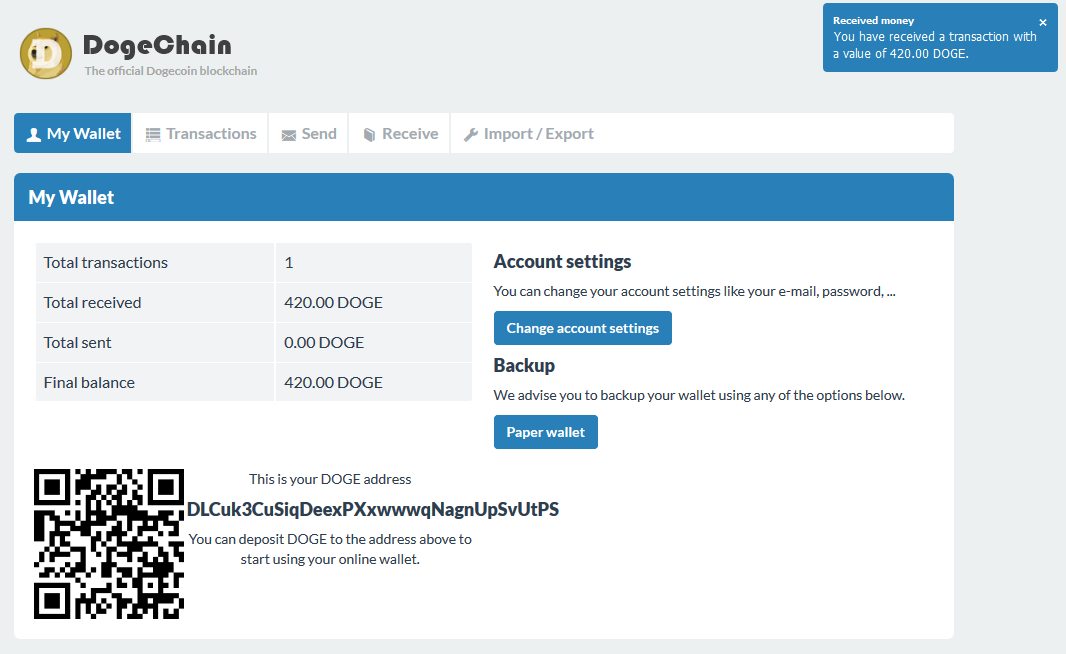 DogeChain
The official Dogecoin blockchain
Received money
You have received a transaction with
a value of 420.00 DOGE.
My Wallet
Transactions
Send
Receive
Import / Export
My Wallet
Total transactions 1
Total received 420.00 DOGE
Total sent 0.00 DOGE
Final balance 420.00 DOGE
Account settings
You can change your account settings like your e-mail, password, ...
Change account settings
Backup
We advise you to backup your wallet using any of the options below.
Paper wallet
This is your DOGE address
DLCuk3CuSiqDeexPXxwwwqNagnUpSvUtPS
You can deposit DOGE to the address above to
start using your online wallet.